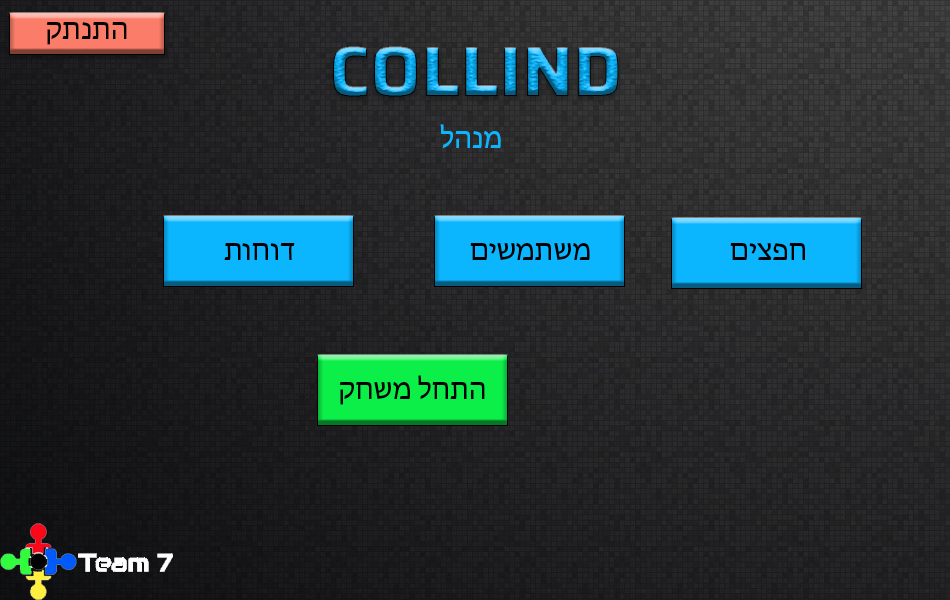 התנתק
COLLIND
מנהל
חפצים
משתמשים
דוחות
התחל משחק
Team 7